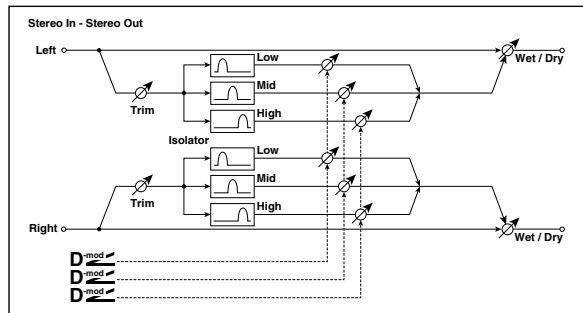 Stereo In - Stereo Out
Left
Wet / Dry
Low
Mid
High
Trim
Isolator
Low
Mid
High
Trim
Right
Wet / Dry
D-mod
D-mod
D-mod